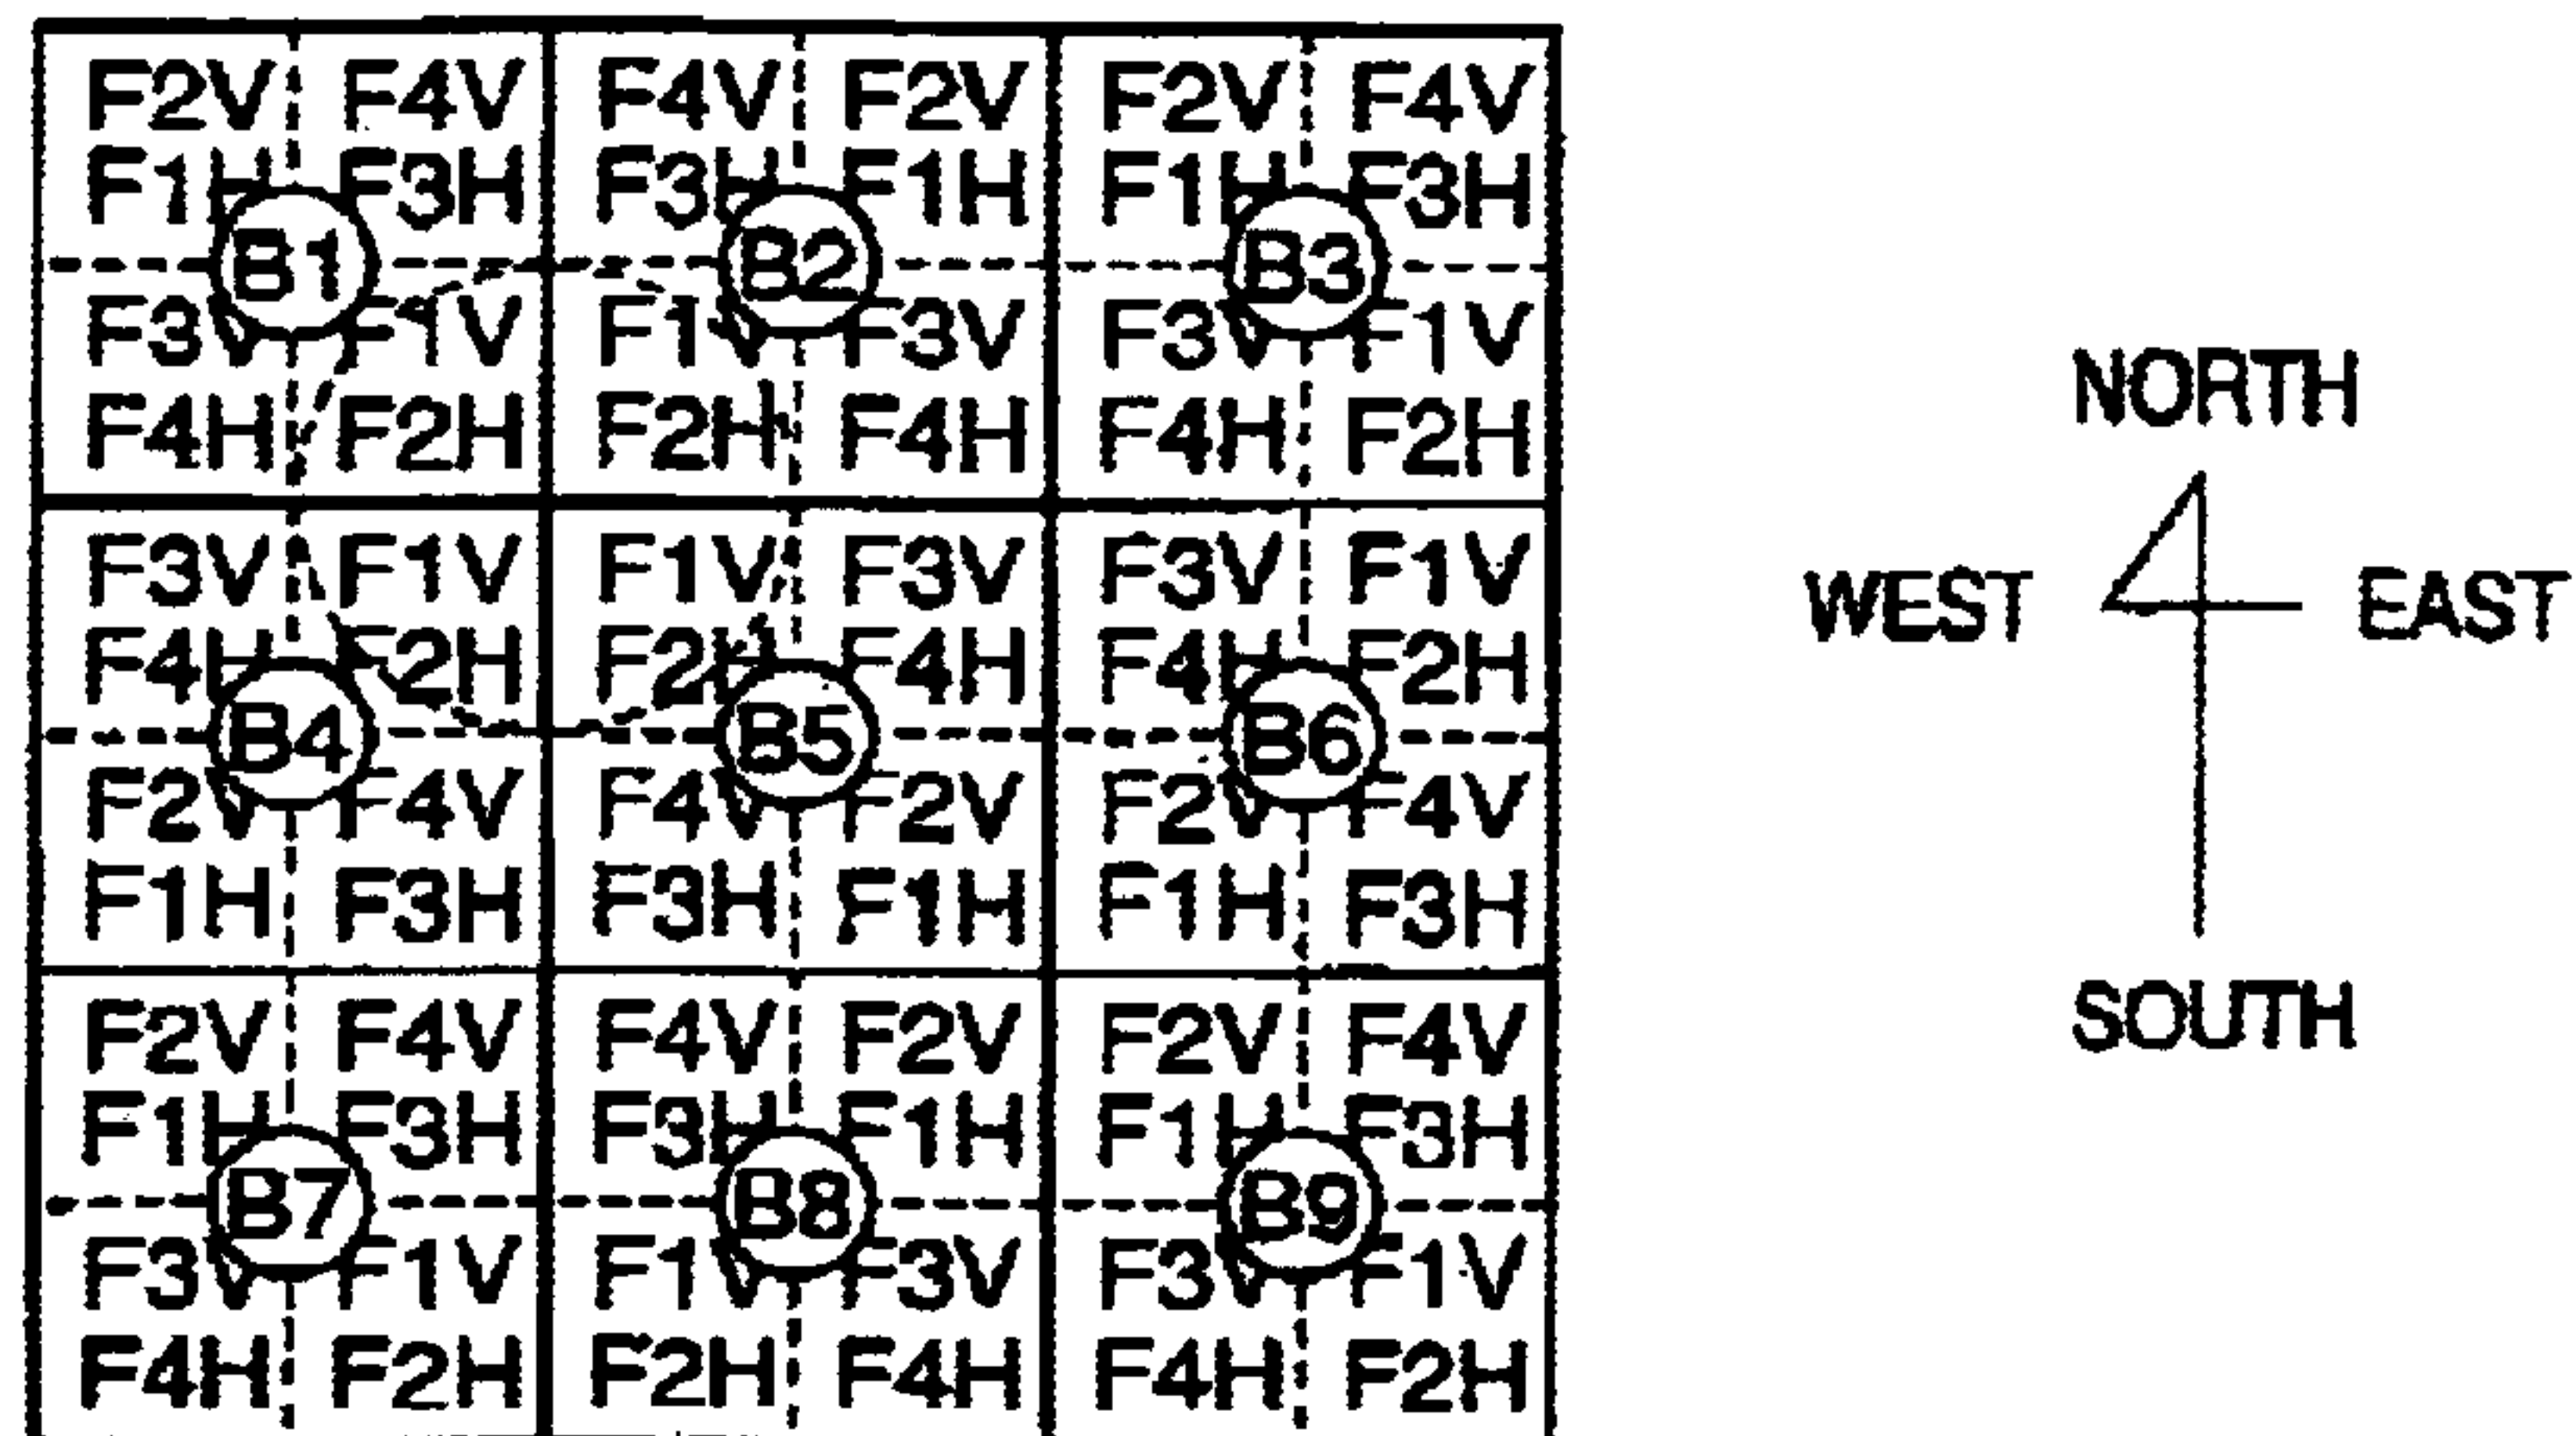 F2V F4V F4V F2V F2V F4V
F1H F3H F3H F1H F1H F3H
B1 B2 B3
F3V F1V F1V F3V F3V F1V
F4H F2H F2H F4H F4H F2H
F3V F1V F1V F3V F3V F1V
F4H F2H F2H F4H F4H F2H
B4 B5 B6
F2V F4V F4V F2V F2V F4V
F1H F3H F3H F1H F1H F3H
F2V F4V F4V F2V F2V F4V
F1H F3H F3H F1H F1H F3H
B7 B8 B9
F3V F1V F1V F3V F3V F1V
F4H F2H F2H F4H F4H F2H
NORTH
WEST EAST
SOUTH